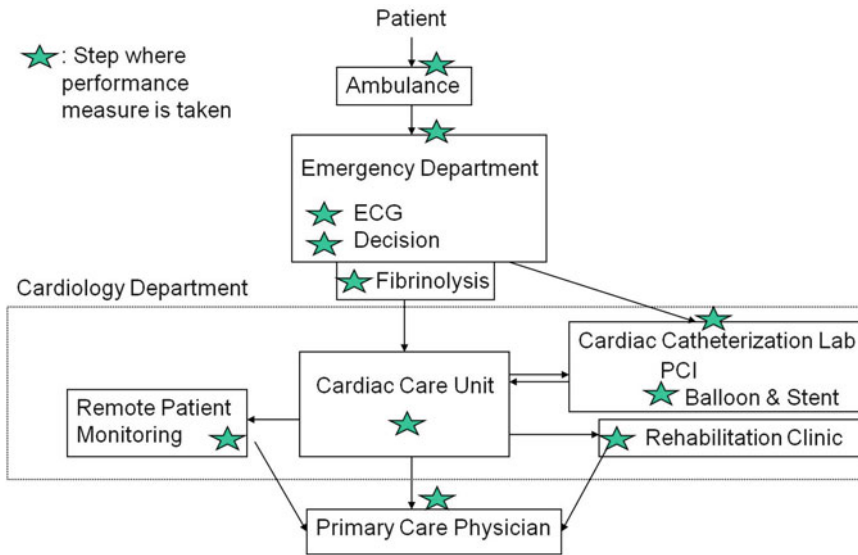 Patient
: Step where
performance
measure is taken
Ambulance
Emergency Department
ECG
Decision
Fibrinolysis
Cardiology Department
Cardiac Catheterization Lab
PCI
Balloon & Stent
Cardiac Care Unit
Remote Patient
Monitoring
Rehabilitation Clinic
Primary Care Physician